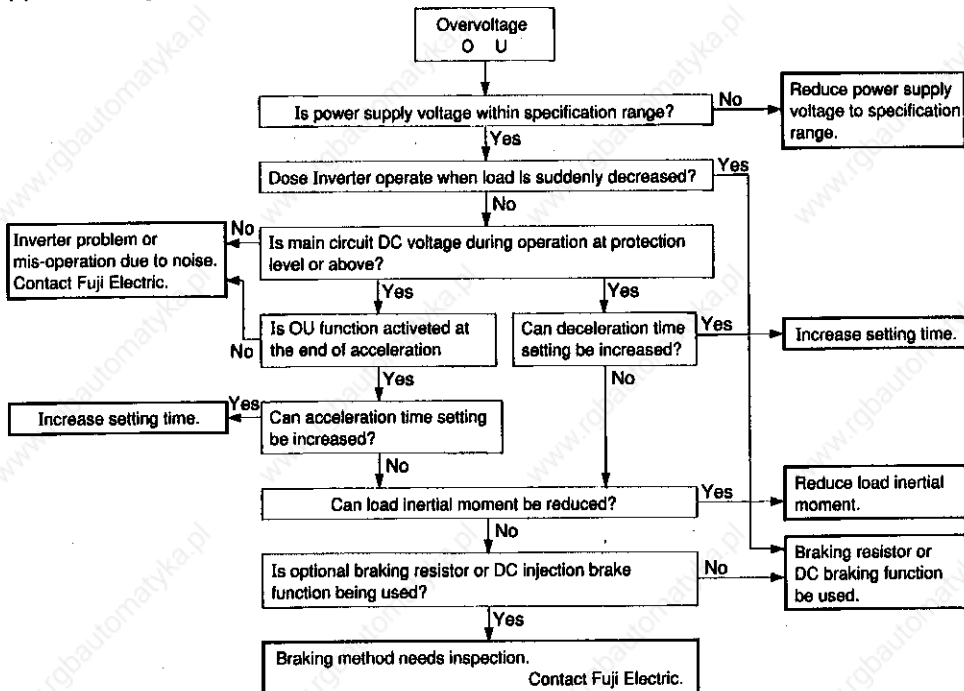 Overvoltage
O U
Is power supply voltage within specification range?
No
Reduce power supply
voltage to specification
range.
Yes
Dose Inverter operate when load Is suddenly decreased?
Yes
No
Inverter problem or
mis-operation due to noise.
Contact Fuji Electric.
No
Is main circuit DC voltage during operation at protection
level or above?
Yes
Yes
No
Is OU function activeted at
the end of acceleration
Can deceleration time
setting be increased?
Yes
Increase setting time.
Yes
No
Increase setting time.
Yes
Can acceleration time setting
be increased?
No
Can load inertial moment be reduced?
Yes
Reduce load inertial
moment.
No
Is optional braking resistor or DC injection brake
function being used?
No
Braking resistor or
DC braking function
be used.
Yes
Braking method needs inspection.
Contact Fuji Electric.
www.rgbautomatyka.pl